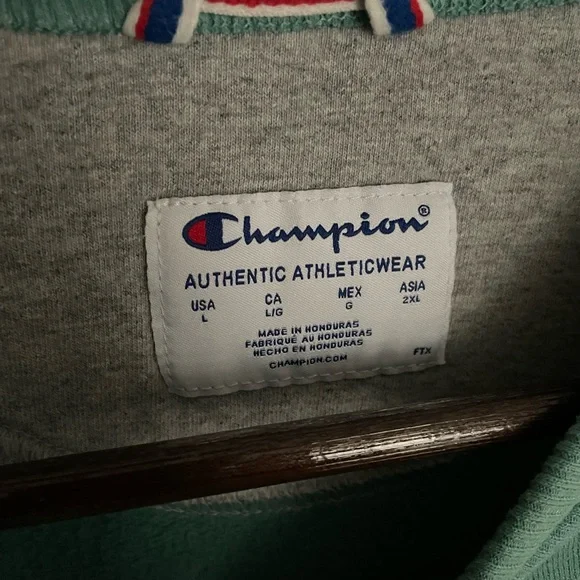 Champion®
AUTHENTIC ATHLETICWEAR
USA CA MEX ASIA
L L/G G 2XL
MADE IN HONDURAS
FABRIQUÉ AU HONDURAS
HECHO EN HONDURAS
CHAMPION.COM FTX